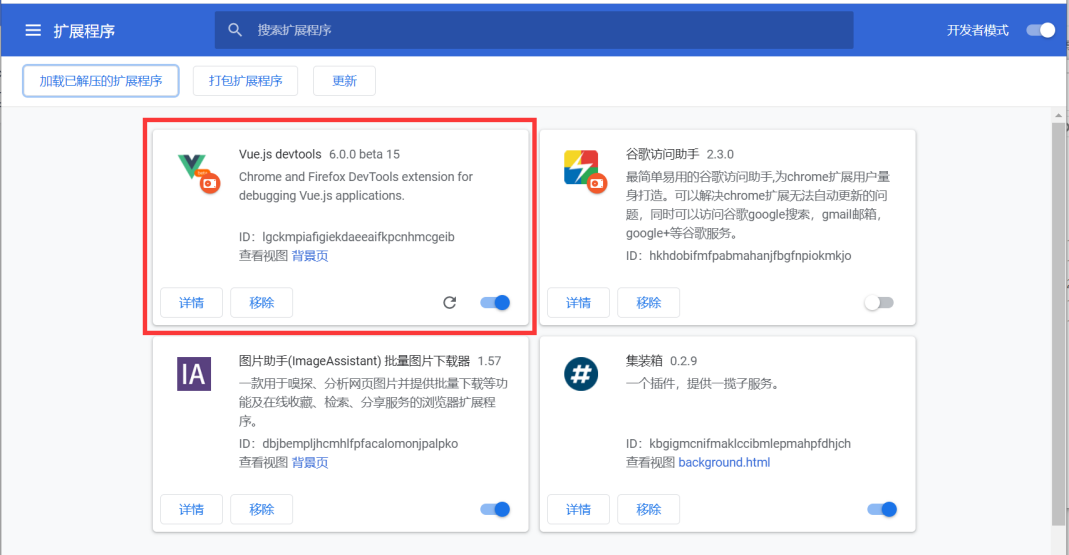 扩展程序
搜索扩展程序
开发者模式
加载已解压的扩展程序
打包扩展程序
更新
Vue.js devtools 6.0.0 beta 15
Chrome and Firefox DevTools extension for
debugging Vue.js applications.
ID：lgckmpiafigiekdaeeaifkpcnhmcgeib
查看视图 背景页
详情
移除
谷歌访问助手 2.3.0
最简单易用的谷歌访问助手,为chrome扩展用户量
身打造。可以解决chrome扩展无法自动更新的问
题，同时可以访问谷歌google搜索，gmail邮箱，
google+等谷歌服务。
ID：hkhdobifmfpabmahanjfbgfnpiokmkjo
详情
移除
IA
图片助手(ImageAssistant) 批量图片下载器 1.57
一款用于嗅探、分析网页图片并提供批量下载等功
能及在线收藏、检索、分享服务的浏览器扩展程
序。
ID：dbjbempljhcmhlfpfacalomonjpalpko
查看视图 背景页
详情
移除
#
集装箱 0.2.9
一个插件，提供一揽子服务。
ID：kbgigmcnifmaklccibmlepmahpfdhjch
查看视图 background.html
详情
移除